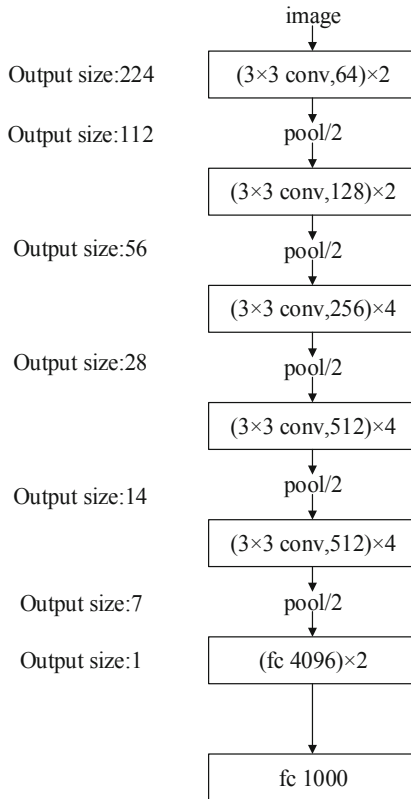 image
Output size:224
(3×3 conv,64)×2
Output size:112
pool/2
(3×3 conv,128)×2
Output size:56
pool/2
(3×3 conv,256)×4
Output size:28
pool/2
(3×3 conv,512)×4
Output size:14
pool/2
(3×3 conv,512)×4
Output size:7
pool/2
Output size:1
(fc 4096)×2
fc 1000